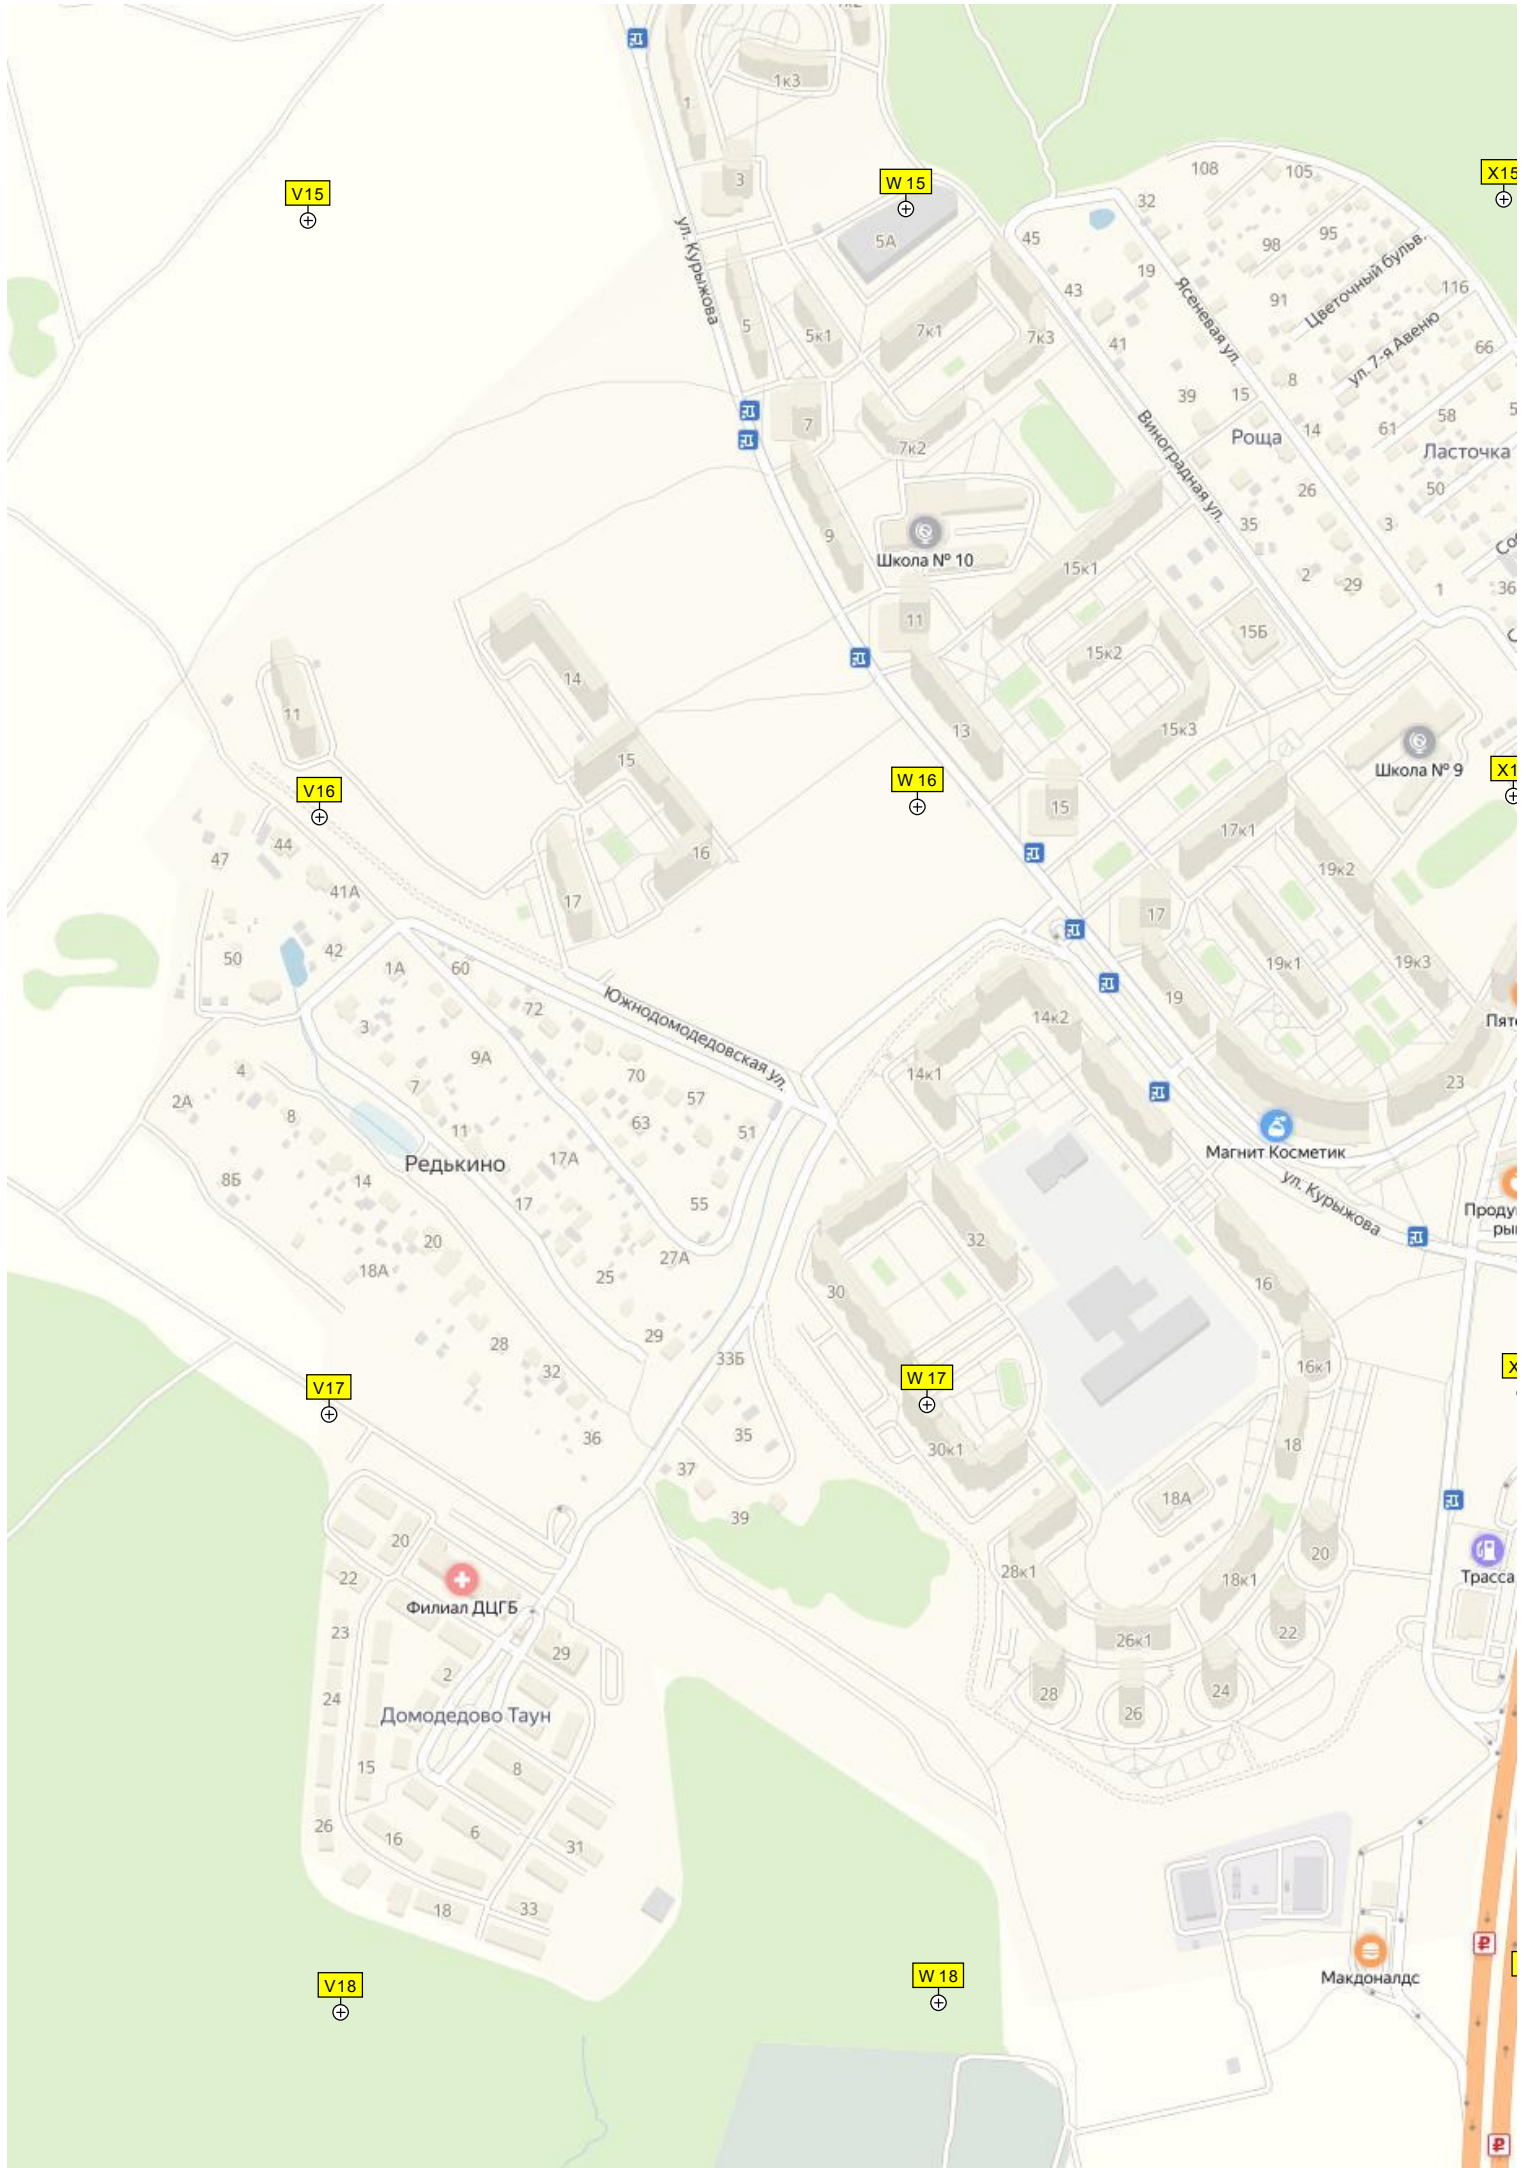 1к3
1
3
V15
W 15
X15
108
105
32
5А
45
98
95
19
ул. Курыжова
43
Ясеневая ул.
91
Цветочный бульв.
116
5
5к1
7к1
7к3
41
ул. 7-я Авеню
66
8
39
15
58
7
14
61
Роща
7к2
Виноградная ул.
Ласточка
26
50
35
3
9
Школа № 10
15к1
2
29
1
36
11
15Б
15к2
14
11
13
15к3
15
Школа № 9
V16
W 16
15
17к1
44
47
16
19к2
41А
17
17
42
50
1А
60
19к1
19к3
72
19
Южнодомодедовская ул.
14к2
3
9А
4
70
14к1
7
57
23
2А
8
63
11
51
Магнит Косметик
Редькино
17А
8Б
14
17
55
ул. Курыжова
20
32
27А
18А
25
16
30
29
28
33Б
16к1
32
V17
W 17
35
36
18
30к1
37
18А
39
20
20
22
28к1
18к1
Трасса
Филиал ДЦГБ
23
22
26к1
29
2
24
28
24
26
Домодедово Таун
15
8
26
16
6
31
18
33
V18
W 18
Макдоналдс